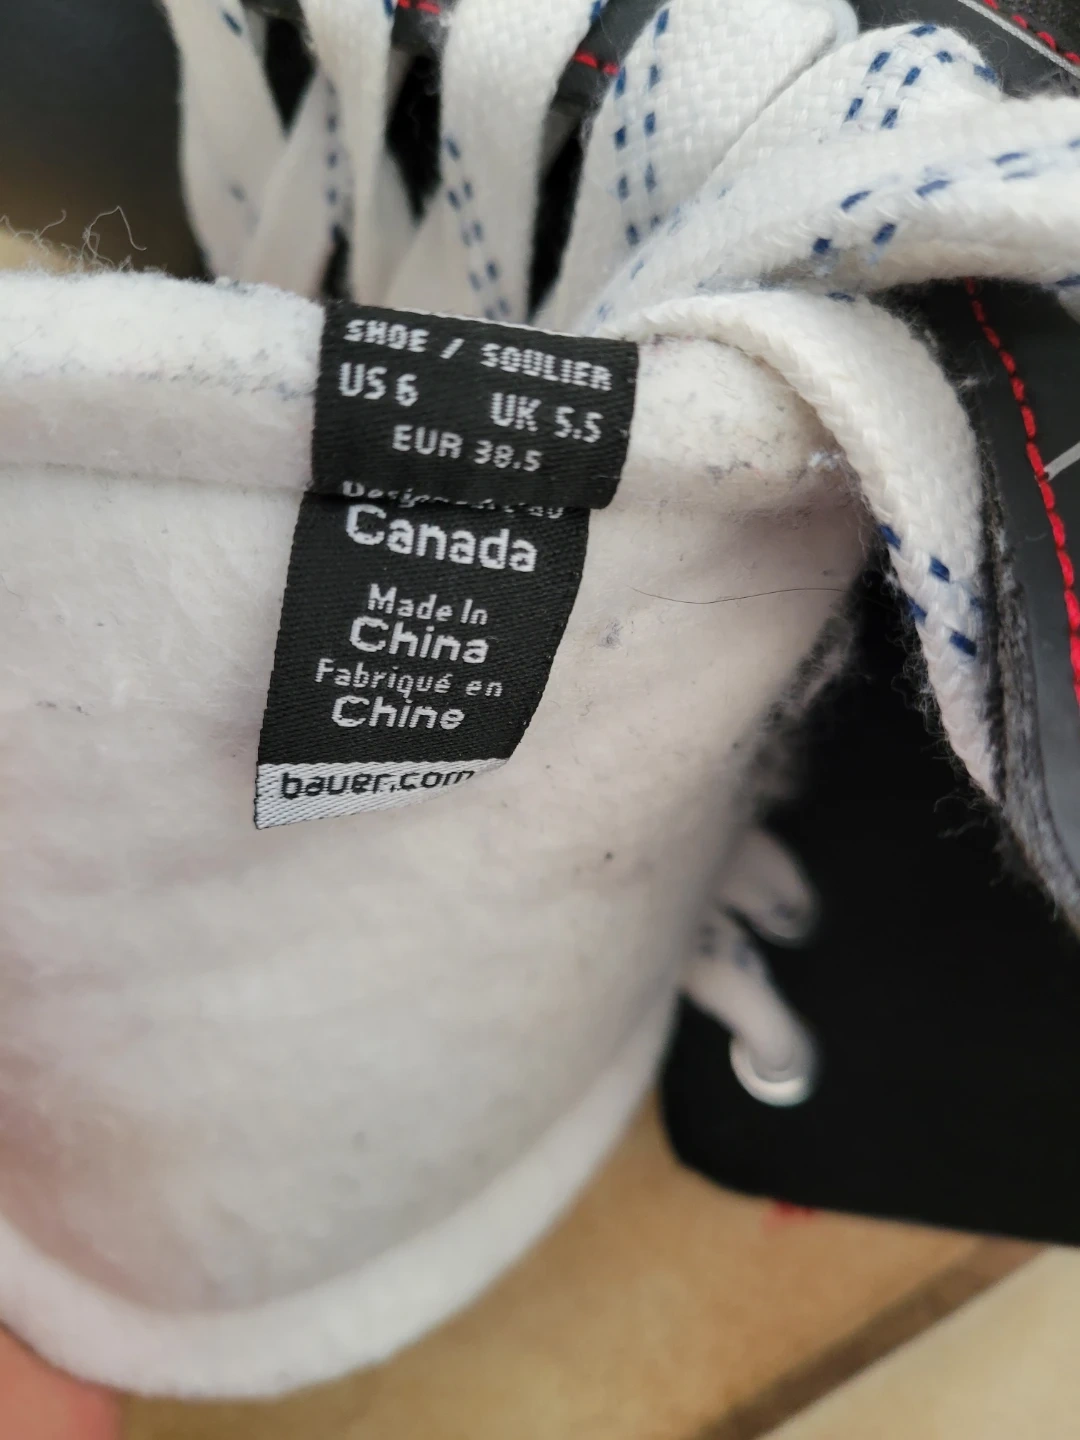 SHOE / SOULIER
US 6 UK 5.5
EUR 38.5
Canada
Made In
China
Fabriqué en
Chine
bauer.com